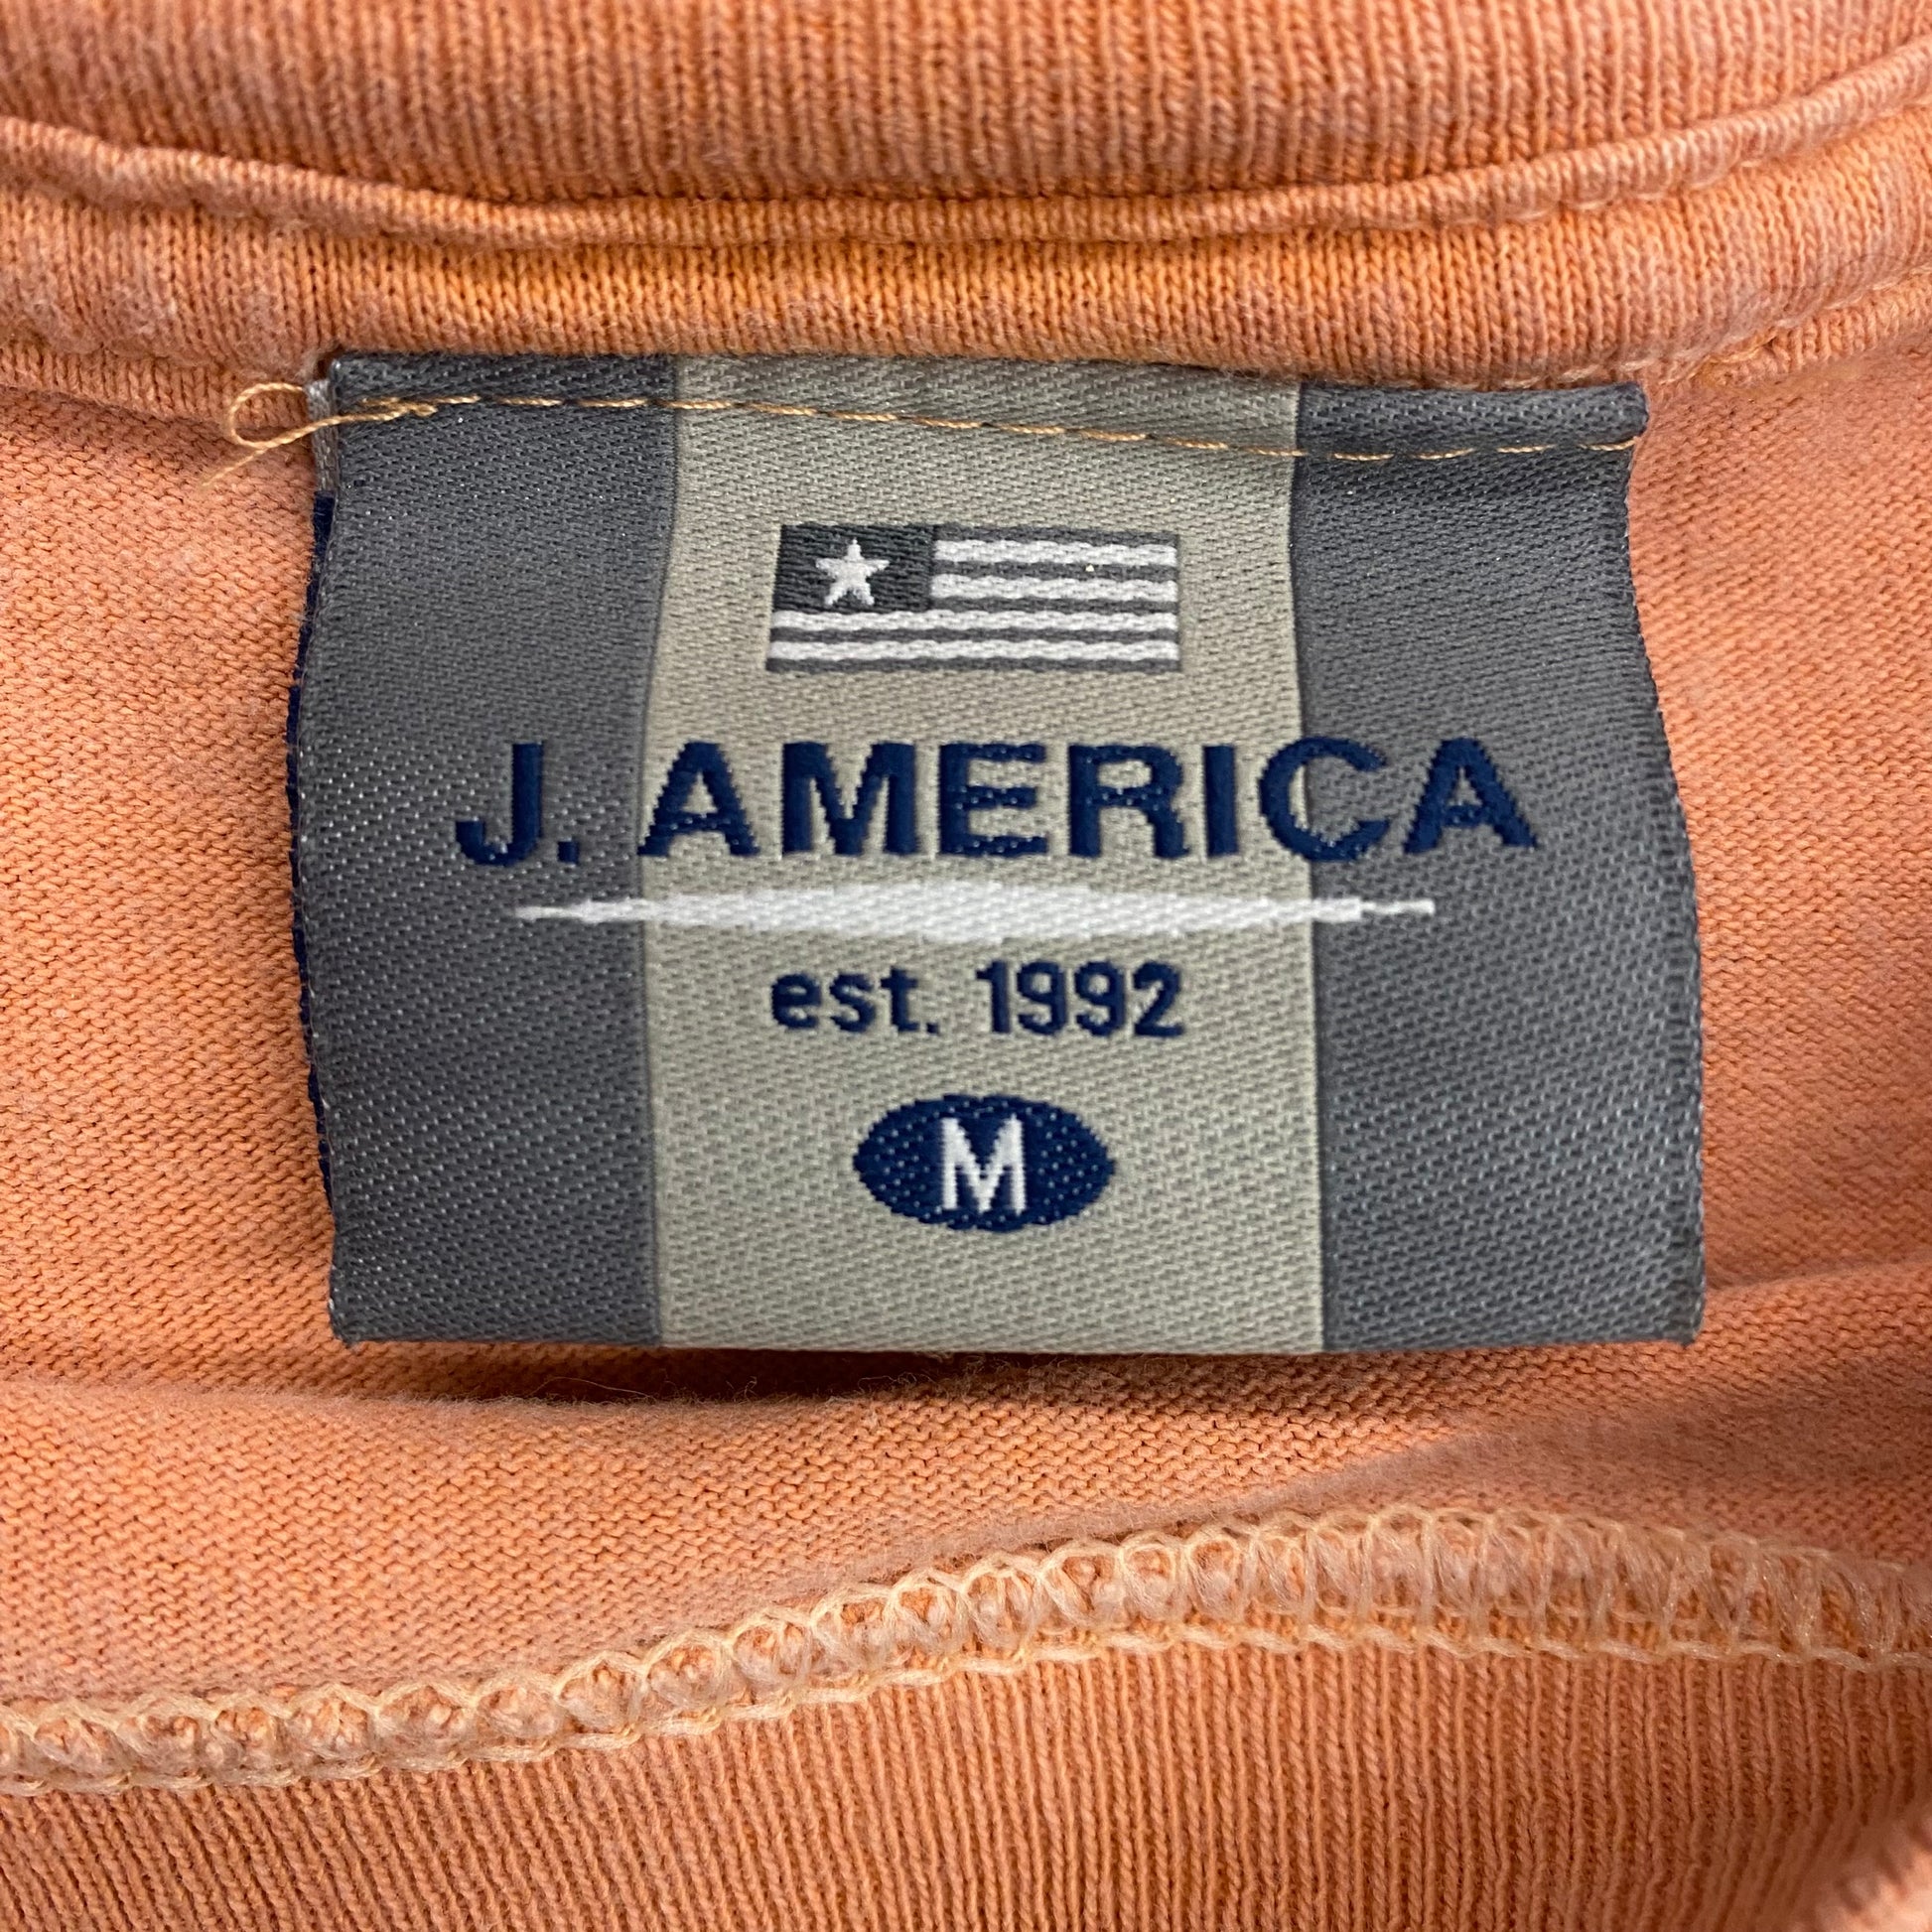 J. AMERICA
est. 1992
M